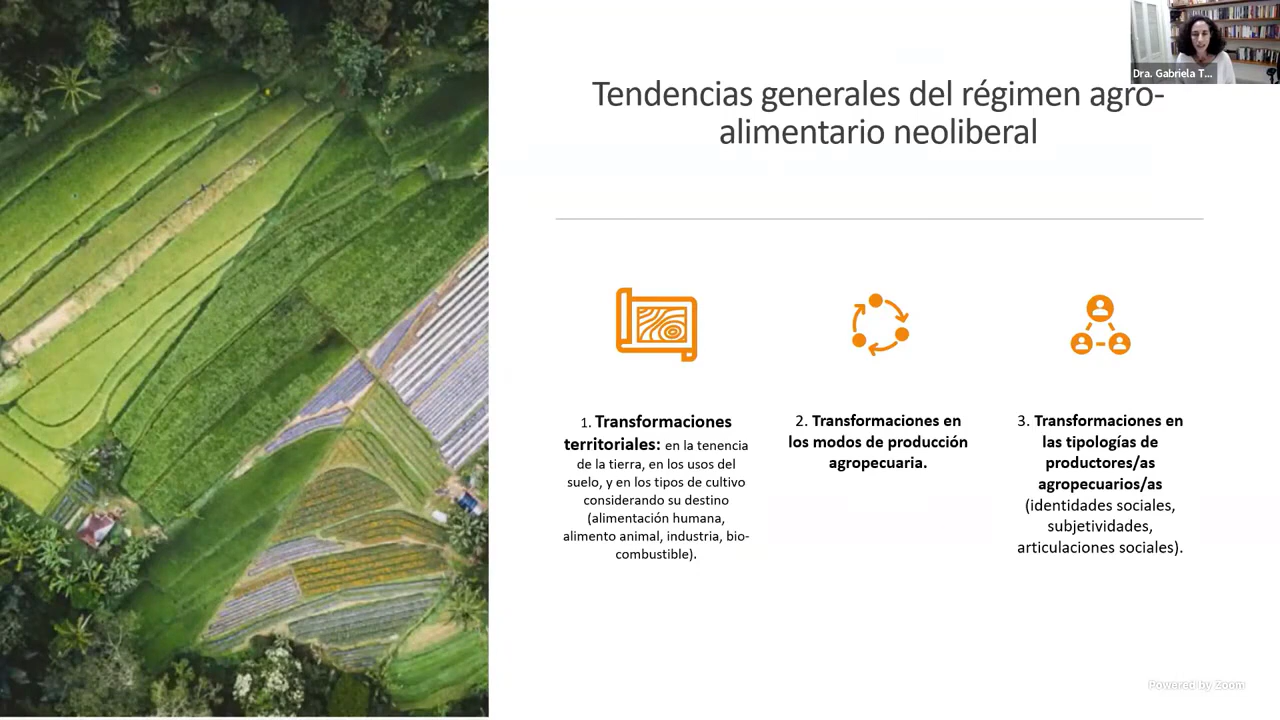 Dra. Gabriela T...
Tendencias generales del régimen agro-
alimentario neoliberal
1. Transformaciones
territoriales: en la tenencia
de la tierra, en los usos del
suelo, y en los tipos de cultivo
considerando su destino
(alimentación humana,
alimento animal, industria, bio-
combustible).
2. Transformaciones en
los modos de producción
agropecuaria.
3. Transformaciones en
las tipologías de
productores/as
agropecuarios/as
(identidades sociales,
subjetividades,
articulaciones sociales).
Powered by Zoom